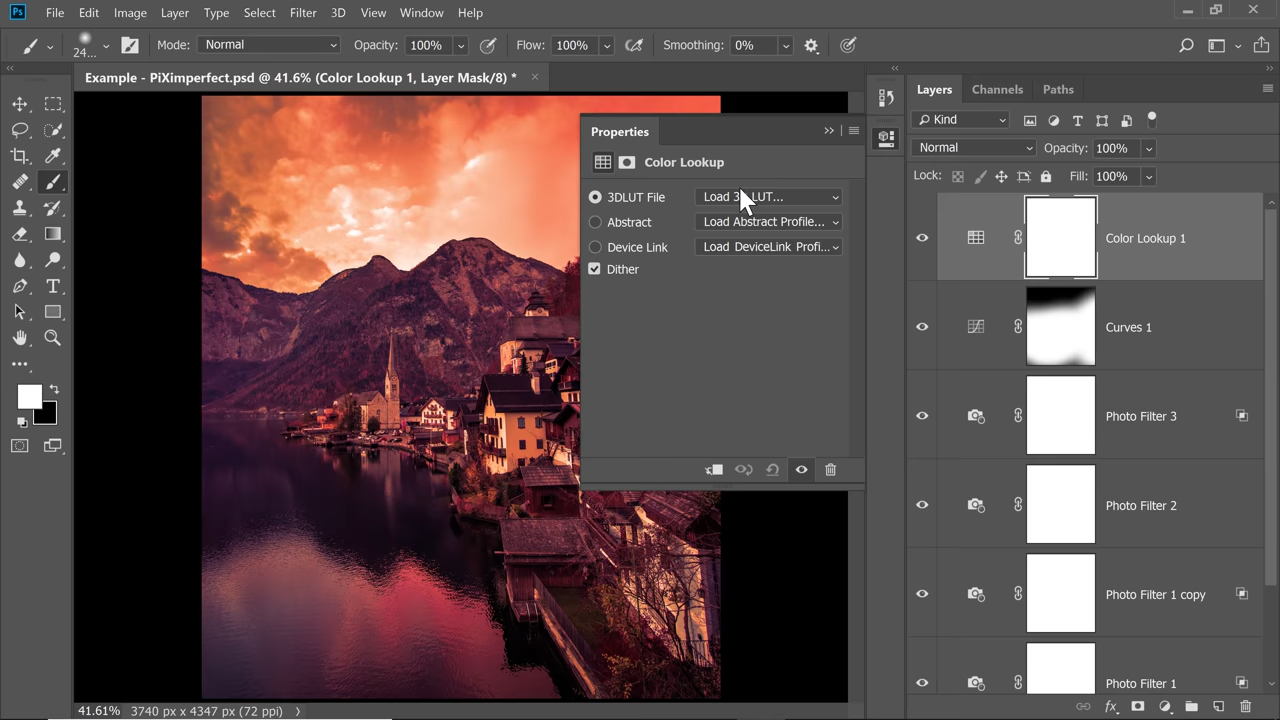 Ps File Edit Image Layer Type Select Filter 3D View Window Help
24... Mode: Normal Opacity: 100% Flow: 100% Smoothing: 0%
Example - PiXimperfect.psd @ 41.6% (Color Lookup 1, Layer Mask/8) *
Properties
Color Lookup
3DLUT File Load 3DLUT...
Abstract Load Abstract Profile...
Device Link Load DeviceLink Profi...
Dither
Layers Channels Paths
Kind
Normal Opacity: 100%
Lock: Fill: 100%
Color Lookup 1
Curves 1
Photo Filter 3
Photo Filter 2
Photo Filter 1 copy
Photo Filter 1
41.61% 3740 px x 4347 px (72 ppi)